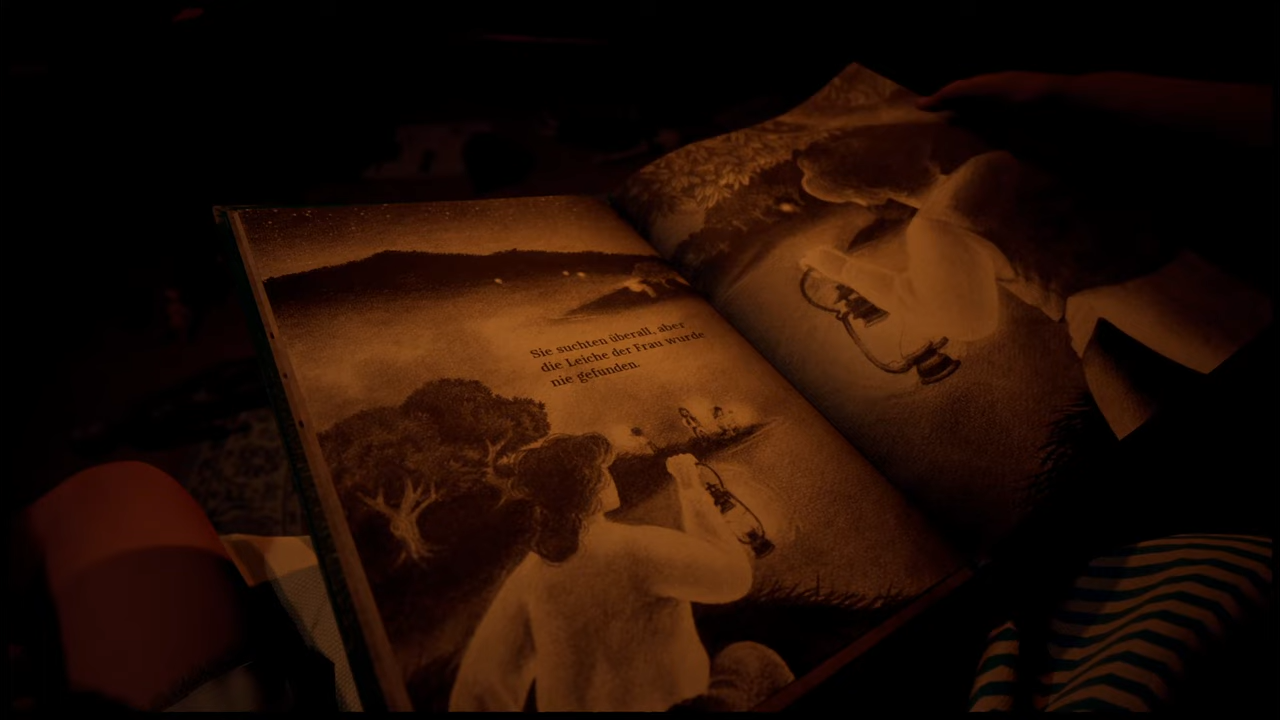 Sie suchten überall, aber
die Leiche der Frau wurde
nie gefunden.